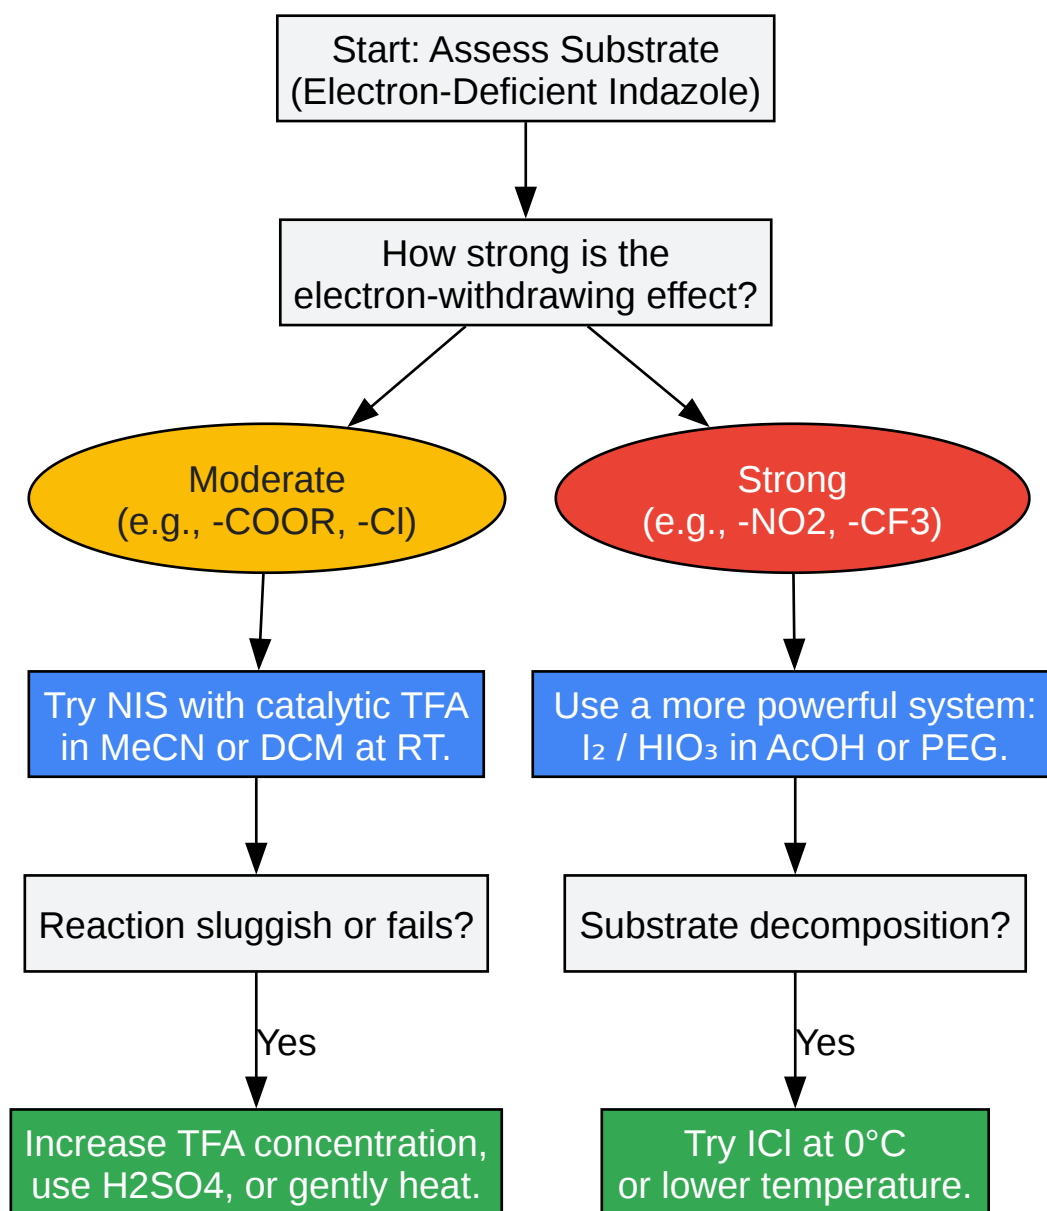 Start: Assess Substrate
(Electron-Deficient Indazole)
How strong is the
electron-withdrawing effect?
Moderate
(e.g., -COOR, -Cl)
Strong
(e.g., -NO2, -CF3)
Try NIS with catalytic TFA
in MeCN or DCM at RT.
Use a more powerful system:
I₂ / HIO₃ in AcOH or PEG.
Reaction sluggish or fails?
Substrate decomposition?
Yes
Yes
Increase TFA concentration,
use H2SO4, or gently heat.
Try ICl at 0°C
or lower temperature.